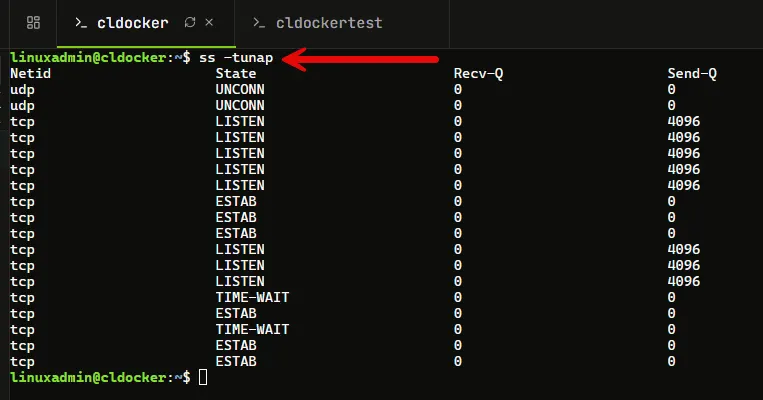 cldocker cldockertest
linuxadmin@cldocker:~$ ss -tunap
Netid State Recv-Q Send-Q
udp UNCONN 0 0
udp UNCONN 0 0
tcp LISTEN 0 4096
tcp LISTEN 0 4096
tcp LISTEN 0 4096
tcp LISTEN 0 4096
tcp LISTEN 0 4096
tcp ESTAB 0 0
tcp ESTAB 0 0
tcp ESTAB 0 0
tcp LISTEN 0 4096
tcp LISTEN 0 4096
tcp LISTEN 0 4096
tcp TIME-WAIT 0 0
tcp ESTAB 0 0
tcp TIME-WAIT 0 0
tcp ESTAB 0 0
tcp ESTAB 0 0
linuxadmin@cldocker:~$